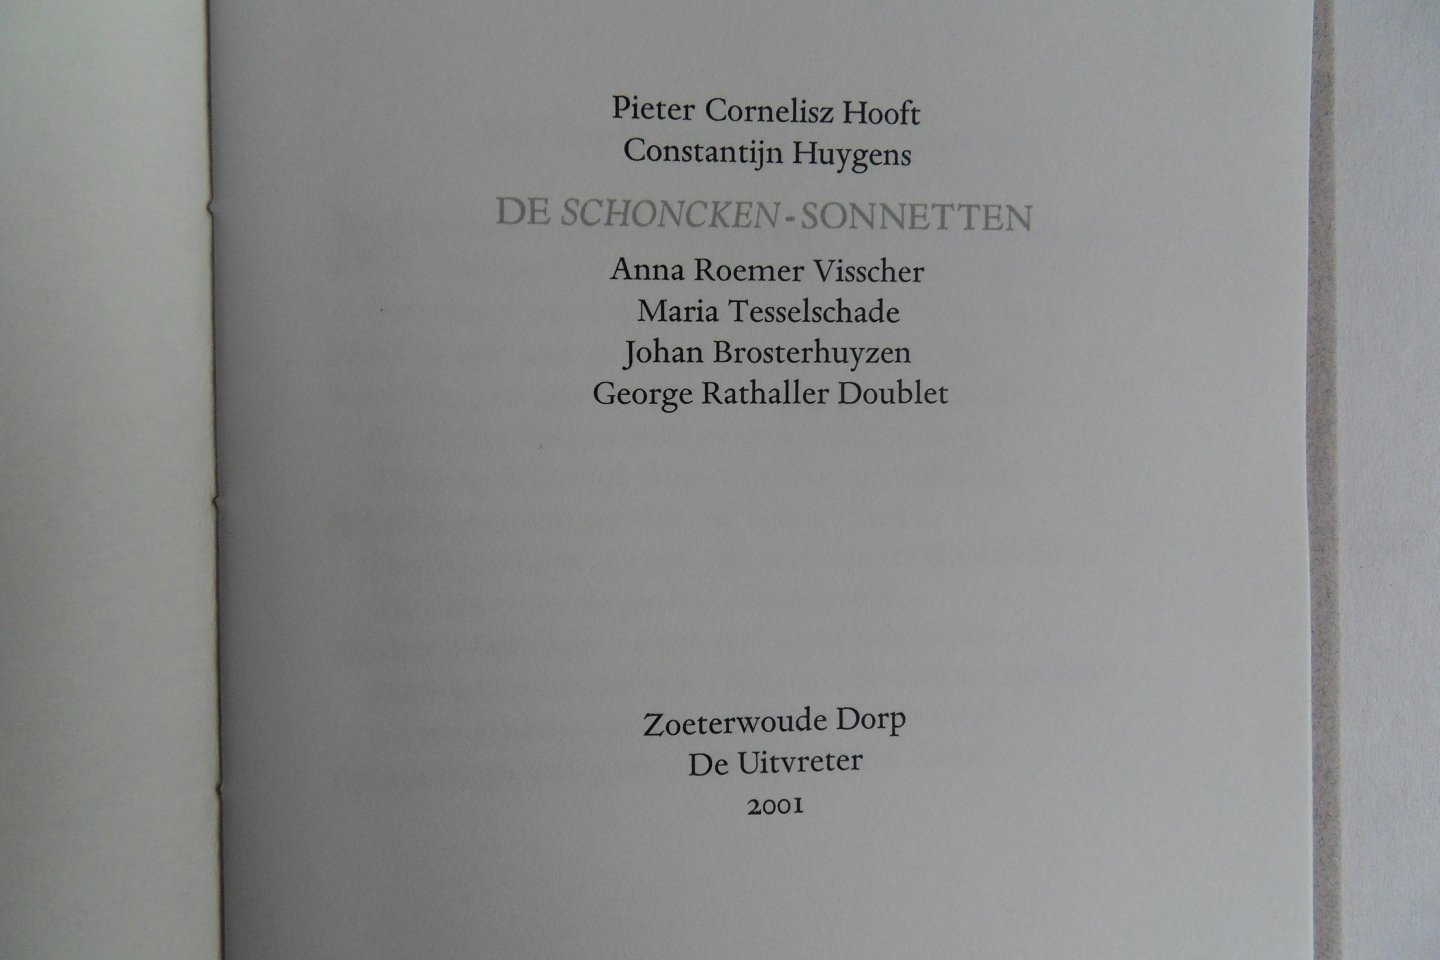 Pieter Cornelisz Hooft
Constantijn Huygens
DE SCHONCKEN-SONNETTEN
Anna Roemer Visscher
Maria Tesselschade
Johan Brosterhuyzen
George Rathaller Doublet
Zoeterwoude Dorp
De Uitvreter
2001